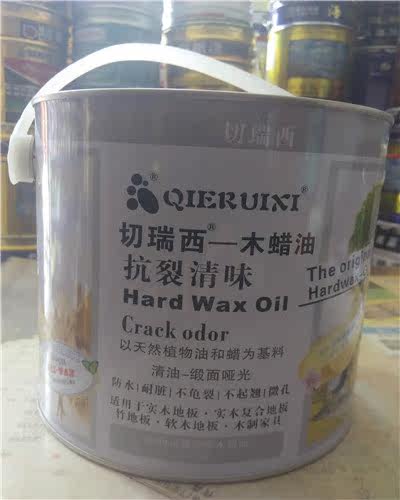 切瑞西
QIERUIXI®
切瑞西®—木蜡油
抗裂清味
The origin
Hardwax-
Hard Wax Oil
Crack odor
以天然植物油和蜡为基料
清油-缎面哑光
防水|耐脏|不龟裂|不起翘|微孔
适用于实木地板·实木复合地板
竹地板·软木地板·木制家具